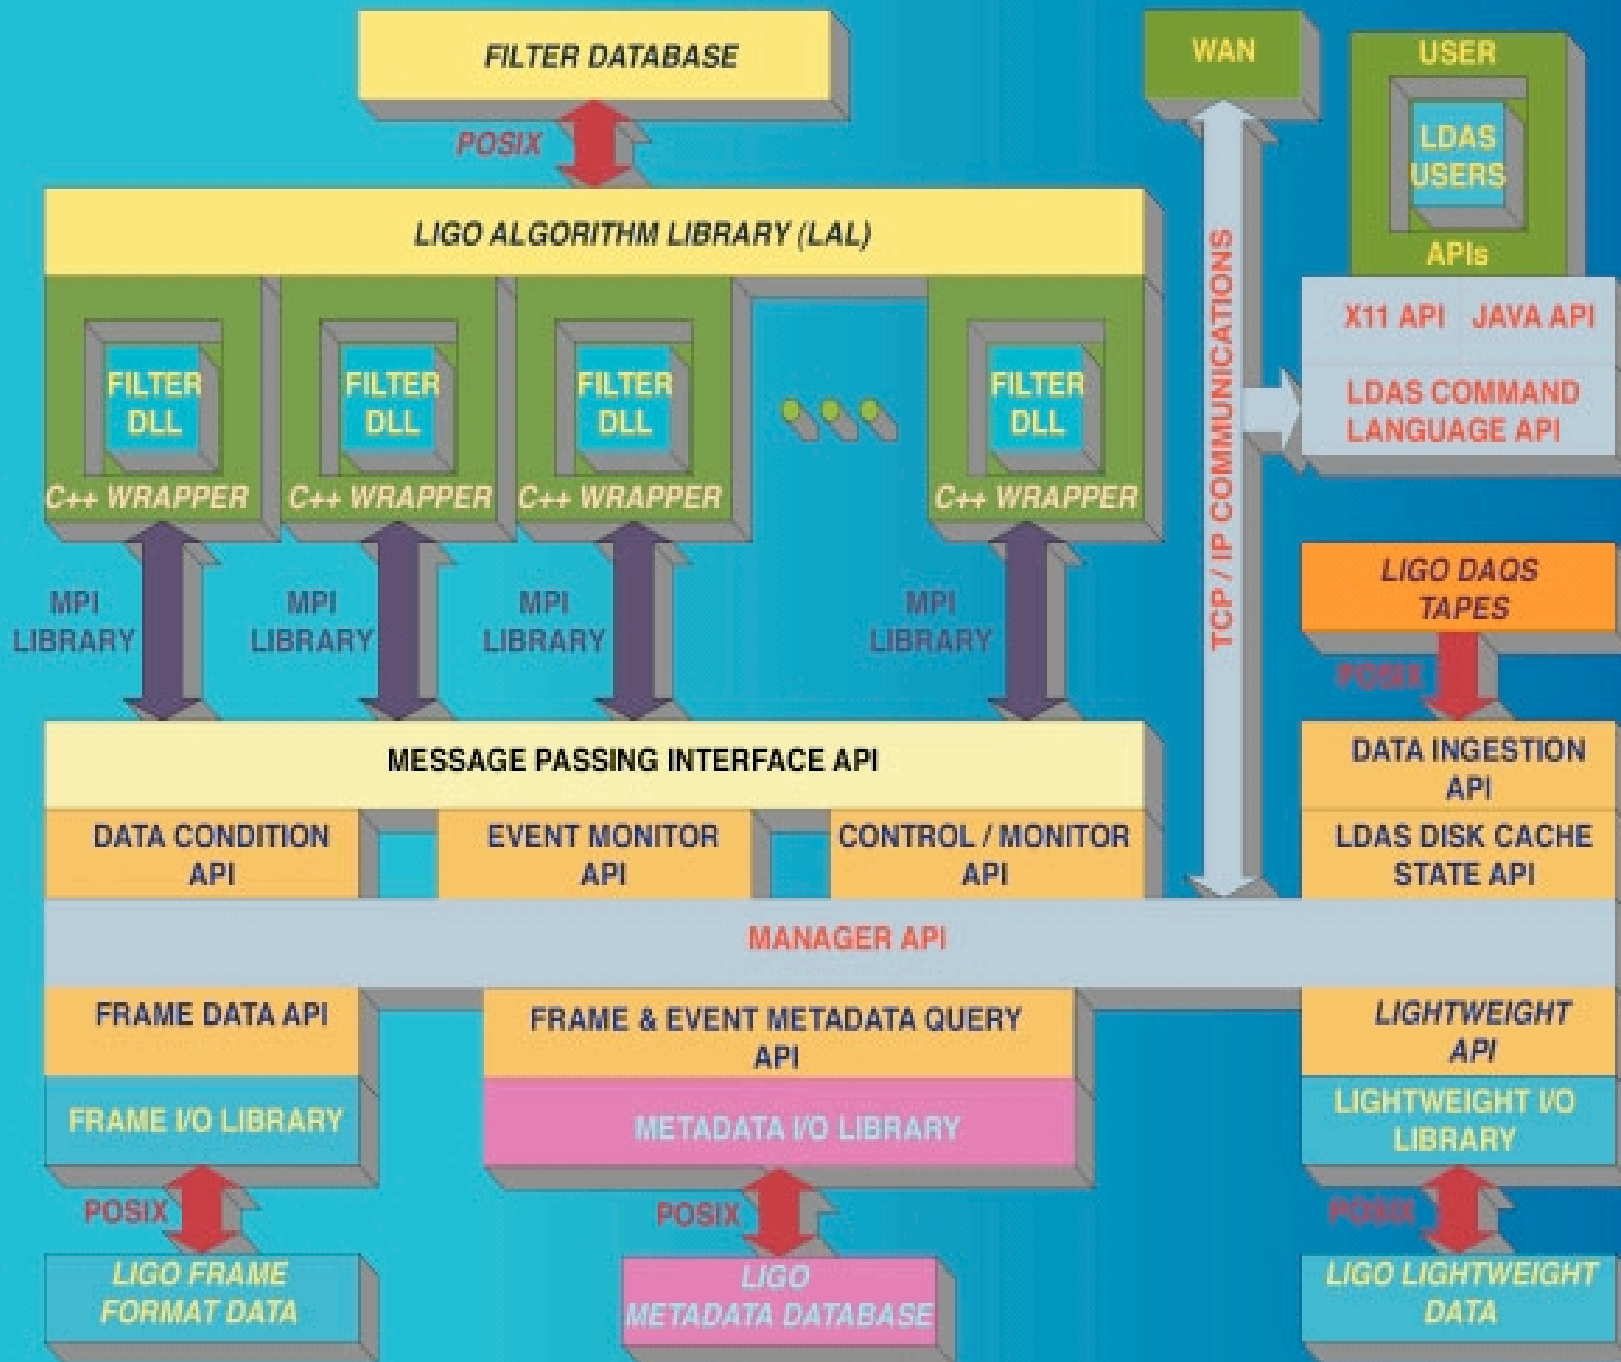 FILTER DATABASE
WAN
USER
LDAS
USERS
APIs
POSIX
LIGO ALGORITHM LIBRARY (LAL)
TCP / IP COMMUNICATIONS
X11 API
JAVA API
LDAS COMMAND
LANGUAGE API
FILTER
DLL
C++ WRAPPER
FILTER
DLL
C++ WRAPPER
FILTER
DLL
C++ WRAPPER
FILTER
DLL
C++ WRAPPER
MPI
LIBRARY
MPI
LIBRARY
MPI
LIBRARY
MPI
LIBRARY
LIGO DAQS
TAPES
POSIX
MESSAGE PASSING INTERFACE API
DATA INGESTION
API
DATA CONDITION
API
EVENT MONITOR
API
CONTROL / MONITOR
API
LDAS DISK CACHE
STATE API
MANAGER API
FRAME DATA API
FRAME & EVENT METADATA QUERY
API
LIGHTWEIGHT
API
FRAME I/O LIBRARY
METADATA I/O LIBRARY
LIGHTWEIGHT I/O
LIBRARY
POSIX
POSIX
POSIX
LIGO FRAME
FORMAT DATA
LIGO
METADATA DATABASE
LIGO LIGHTWEIGHT
DATA